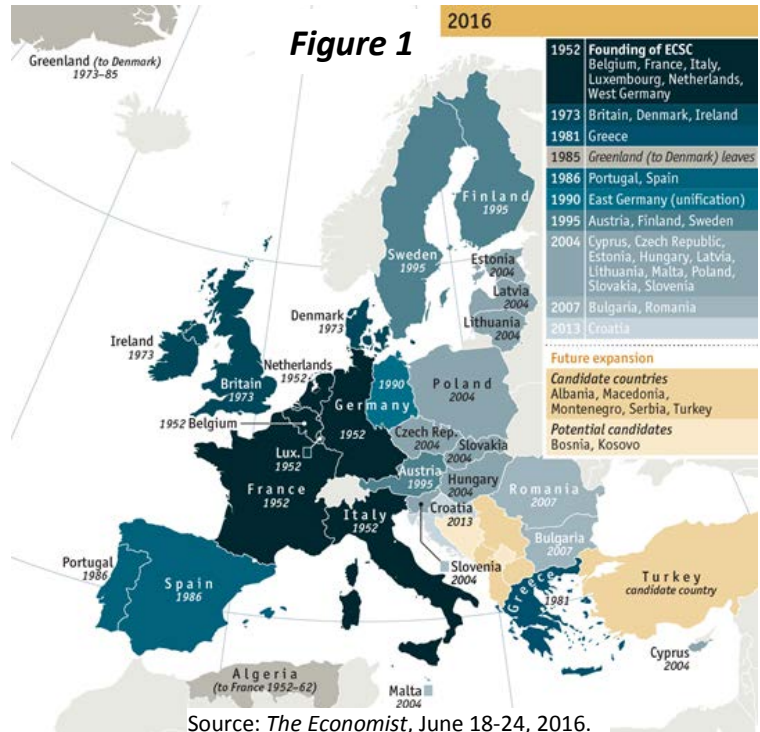 Figure 1
2016
1952 Founding of ECSC
Belgium, France, Italy,
Luxembourg, Netherlands,
West Germany
1973 Britain, Denmark, Ireland
1981 Greece
1985 Greenland (to Denmark) leaves
1986 Portugal, Spain
1990 East Germany (unification)
1995 Austria, Finland, Sweden
2004 Cyprus, Czech Republic,
Estonia, Hungary, Latvia,
Lithuania, Malta, Poland,
Slovakia, Slovenia
2007 Bulgaria, Romania
2013 Croatia
Future expansion
Candidate countries
Albania, Macedonia,
Montenegro, Serbia, Turkey
Potential candidates
Bosnia, Kosovo
Greenland (to Denmark)
1973–85
Finland
1995
Sweden
1995
Estonia
2004
Latvia
2004
Lithuania
2004
Denmark
1973
Ireland
1973
Britain
1973
Netherlands
1952
1952 Belgium
Lux.
1952
Germany
1952
1990
Poland
2004
Czech Rep.
2004
Slovakia
2004
Austria
1995
Hungary
2004
France
1952
Italy
1952
Croatia
2013
Slovenia
2004
Romania
2007
Bulgaria
2007
Greece
1981
Turkey
candidate country
Cyprus
2004
Portugal
1986
Spain
1986
Algeria
(to France 1952–62)
Malta
2004
Source: The Economist, June 18-24, 2016.